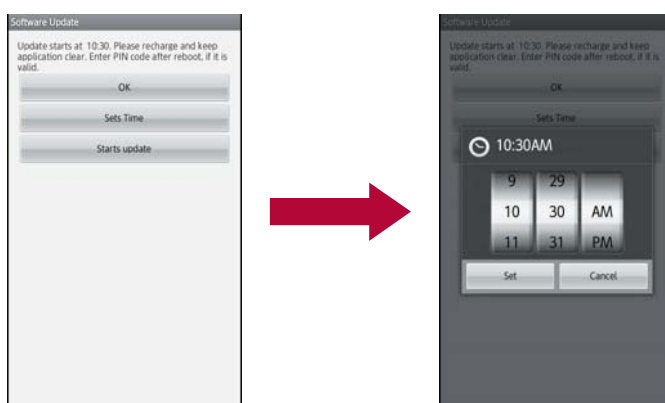 Software Update
Update starts at 10:30. Please recharge and keep
application clear. Enter PIN code after reboot, if it is
valid.
OK
Sets Time
Starts update
Software Update
Update starts at 10:30. Please recharge and keep
application clear. Enter PIN code after reboot, if it is
valid.
OK
Sets Time
10:30AM
9 29
10 30 AM
11 31 PM
Set Cancel